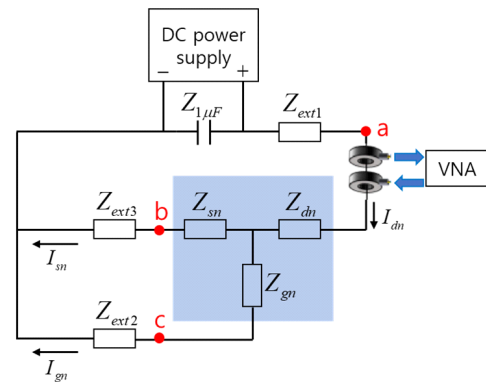 DC power
supply
− +
Z1μF
Zext1
a
VNA
Zext3
b
Zsn
Zdn
Idn
Isn
Zgn
Zext2
c
Ign